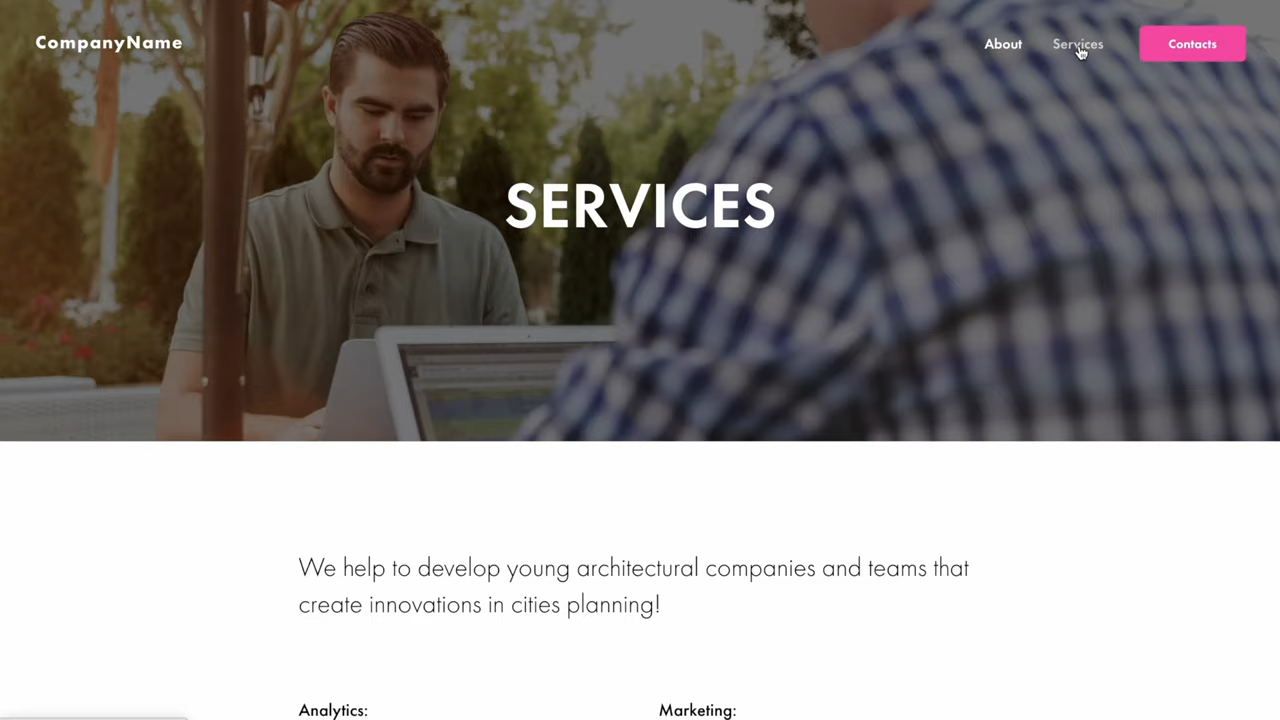 CompanyName
About
Services
Contacts
SERVICES
We help to develop young architectural companies and teams that
create innovations in cities planning!
Analytics:
Marketing: